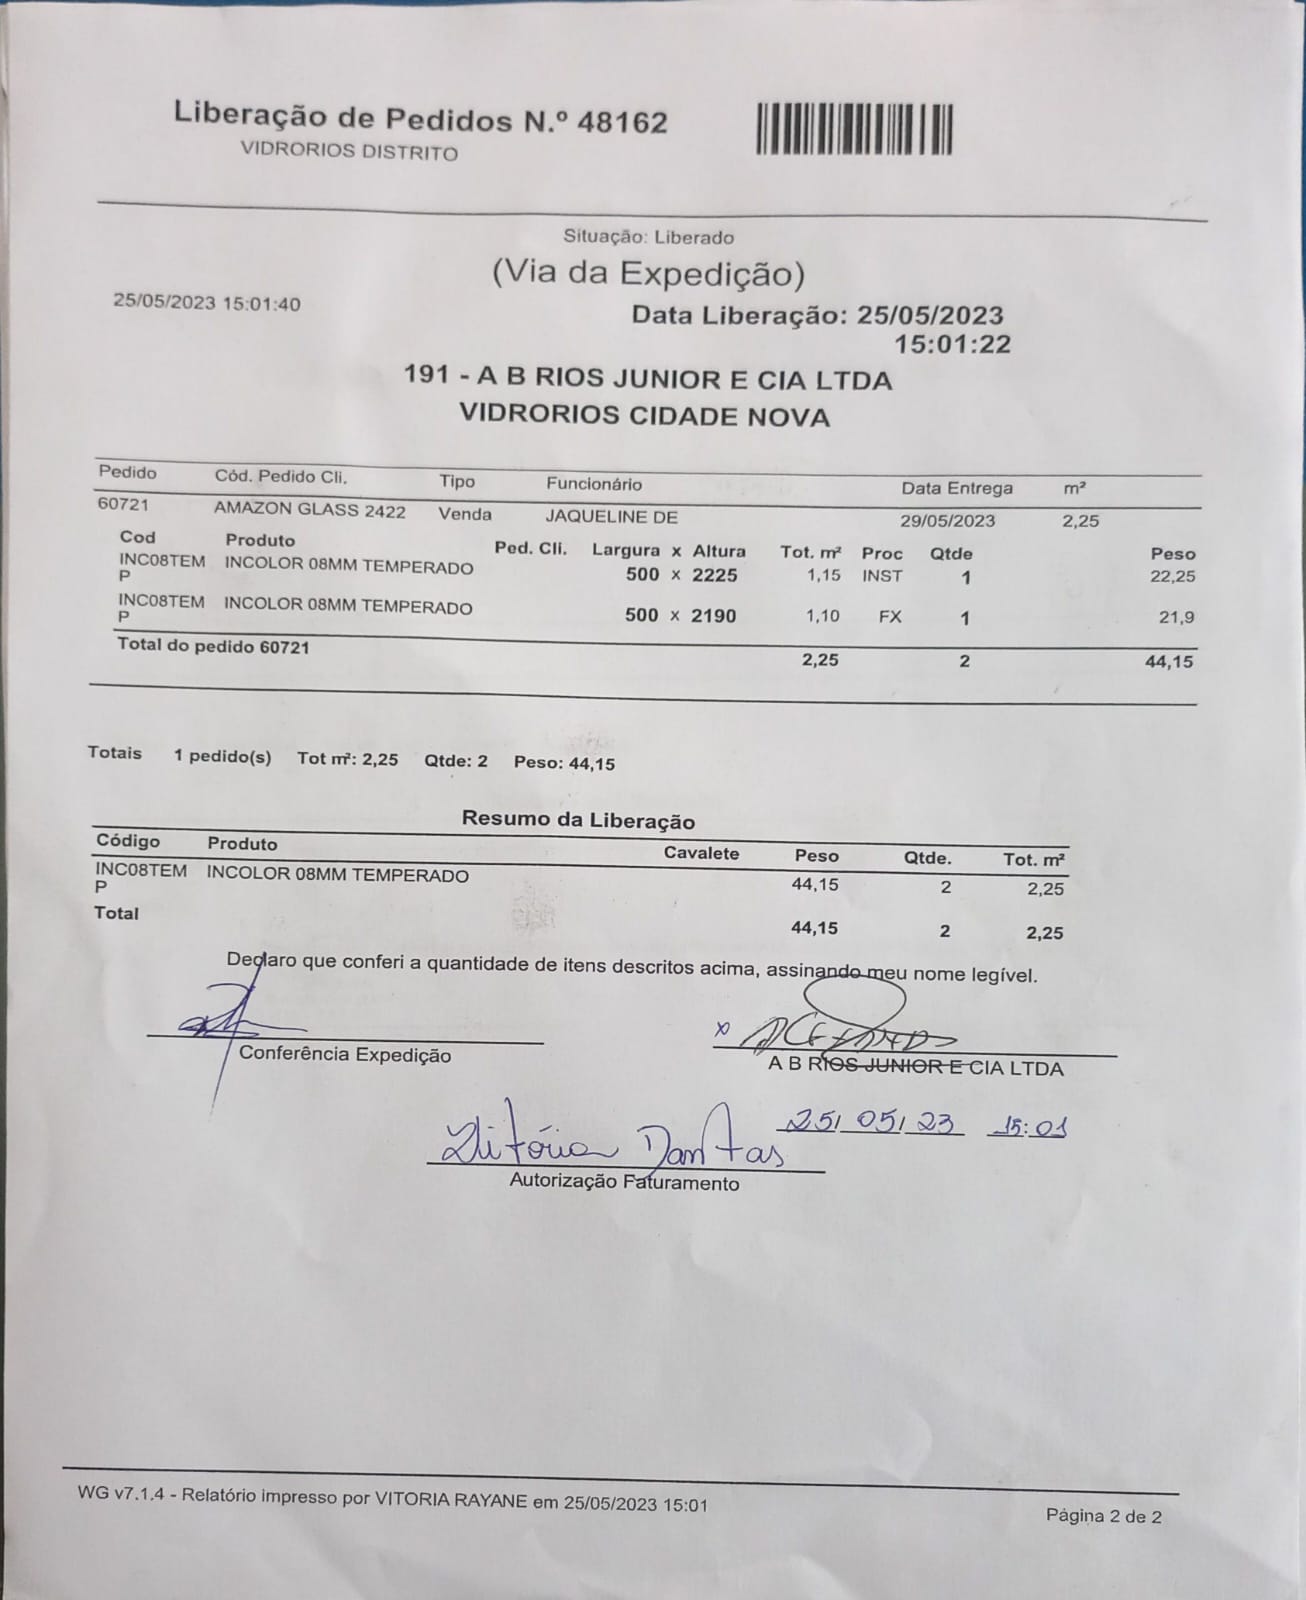 Liberação de Pedidos N.º 48162
VIDRORIOS DISTRITO
Situação: Liberado
(Via da Expedição)
25/05/2023 15:01:40
Data Liberação: 25/05/2023
15:01:22
191 - A B RIOS JUNIOR E CIA LTDA
VIDRORIOS CIDADE NOVA
Pedido Cód. Pedido Cli. Tipo Funcionário Data Entrega m²
60721 AMAZON GLASS 2422 Venda JAQUELINE DE 29/05/2023 2,25
Cod Produto Ped. Cli. Largura x Altura Tot. m² Proc Qtde Peso
INC08TEM INCOLOR 08MM TEMPERADO 500 x 2225 1,15 INST 1 22,25
P
INC08TEM INCOLOR 08MM TEMPERADO 500 x 2190 1,10 FX 1 21,9
P
Total do pedido 60721 2,25 2 44,15
Totais 1 pedido(s) Tot m²: 2,25 Qtde: 2 Peso: 44,15
Resumo da Liberação
Código Produto Cavalete Peso Qtde. Tot. m²
INC08TEM INCOLOR 08MM TEMPERADO 44,15 2 2,25
P
Total 44,15 2 2,25
Declaro que conferi a quantidade de itens descritos acima, assinando meu nome legível.
x
Conferência Expedição
A B RIOS JUNIOR E CIA LTDA
25/ 05/ 23 15:01
Vitória Dantas
Autorização Faturamento
WG v7.1.4 - Relatório impresso por VITORIA RAYANE em 25/05/2023 15:01
Página 2 de 2